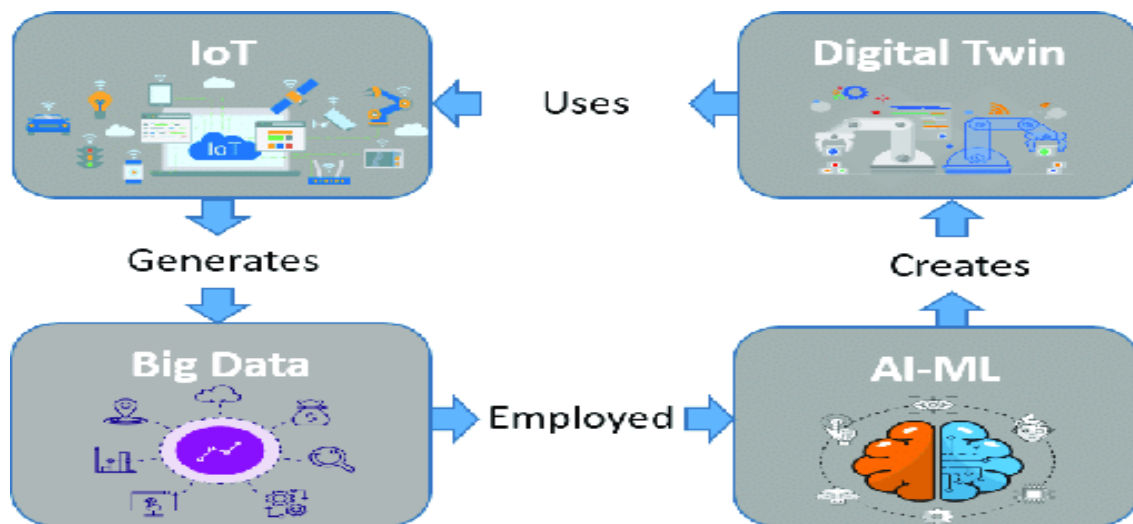 IoT
Digital Twin
IoT
Uses
Generates
Creates
Big Data
AI-ML
Employed